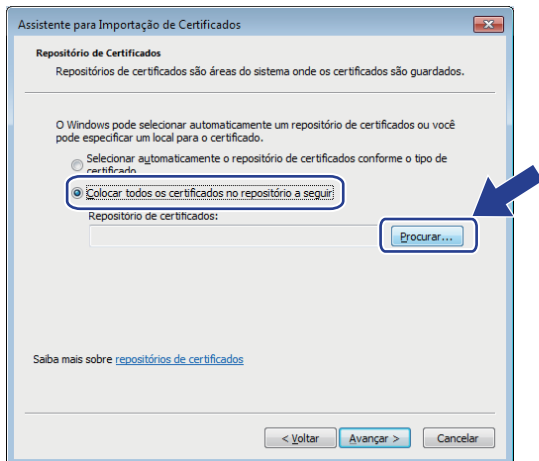 Assistente para Importação de Certificados
Repositório de Certificados
Repositórios de certificados são áreas do sistema onde os certificados são guardados.
O Windows pode selecionar automaticamente um repositório de certificados ou você
pode especificar um local para o certificado.
Selecionar automaticamente o repositório de certificados conforme o tipo de
certificado
Colocar todos os certificados no repositório a seguir
Repositório de certificados:
Procurar...
Saiba mais sobre repositórios de certificados
< Voltar
Avançar >
Cancelar